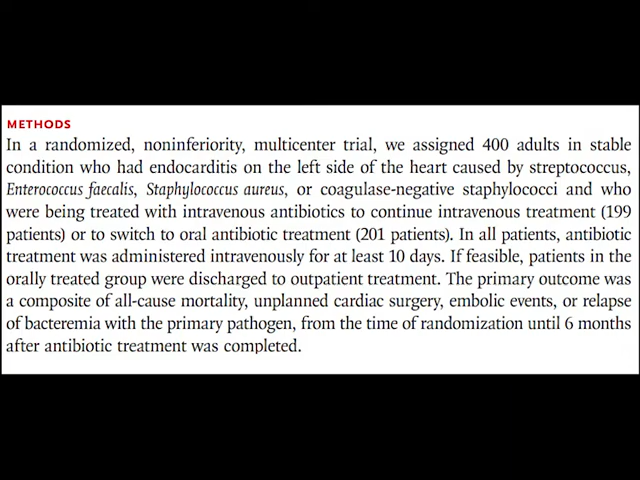 METHODS
In a randomized, noninferiority, multicenter trial, we assigned 400 adults in stable
condition who had endocarditis on the left side of the heart caused by streptococcus,
Enterococcus faecalis, Staphylococcus aureus, or coagulase-negative staphylococci and who
were being treated with intravenous antibiotics to continue intravenous treatment (199
patients) or to switch to oral antibiotic treatment (201 patients). In all patients, antibiotic
treatment was administered intravenously for at least 10 days. If feasible, patients in the
orally treated group were discharged to outpatient treatment. The primary outcome was
a composite of all-cause mortality, unplanned cardiac surgery, embolic events, or relapse
of bacteremia with the primary pathogen, from the time of randomization until 6 months
after antibiotic treatment was completed.